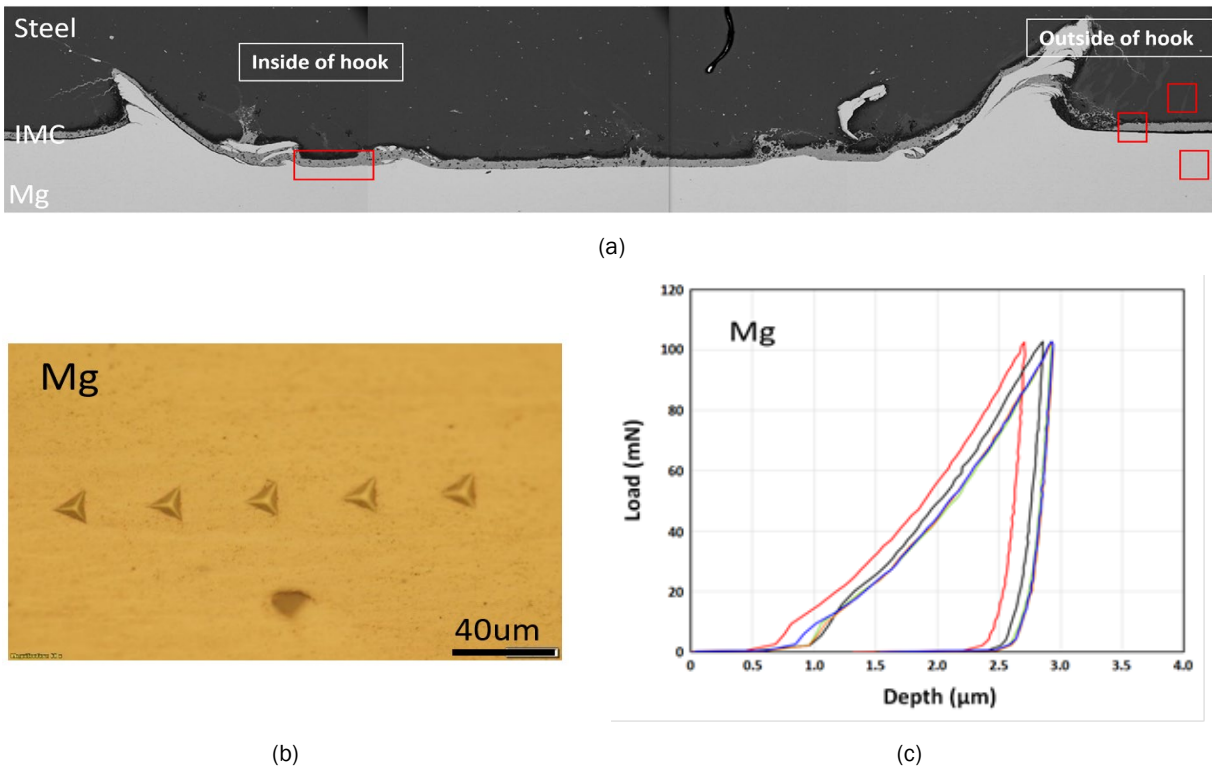 Steel
Inside of hook
Outside of hook
IMC
Mg
(a)
Mg
40um
(b)
120
100
80
60
40
20
0
0 0.5 1.0 1.5 2.0 2.5 3.0 3.5 4.0
Mg
Load (mN)
Depth (μm)
(c)